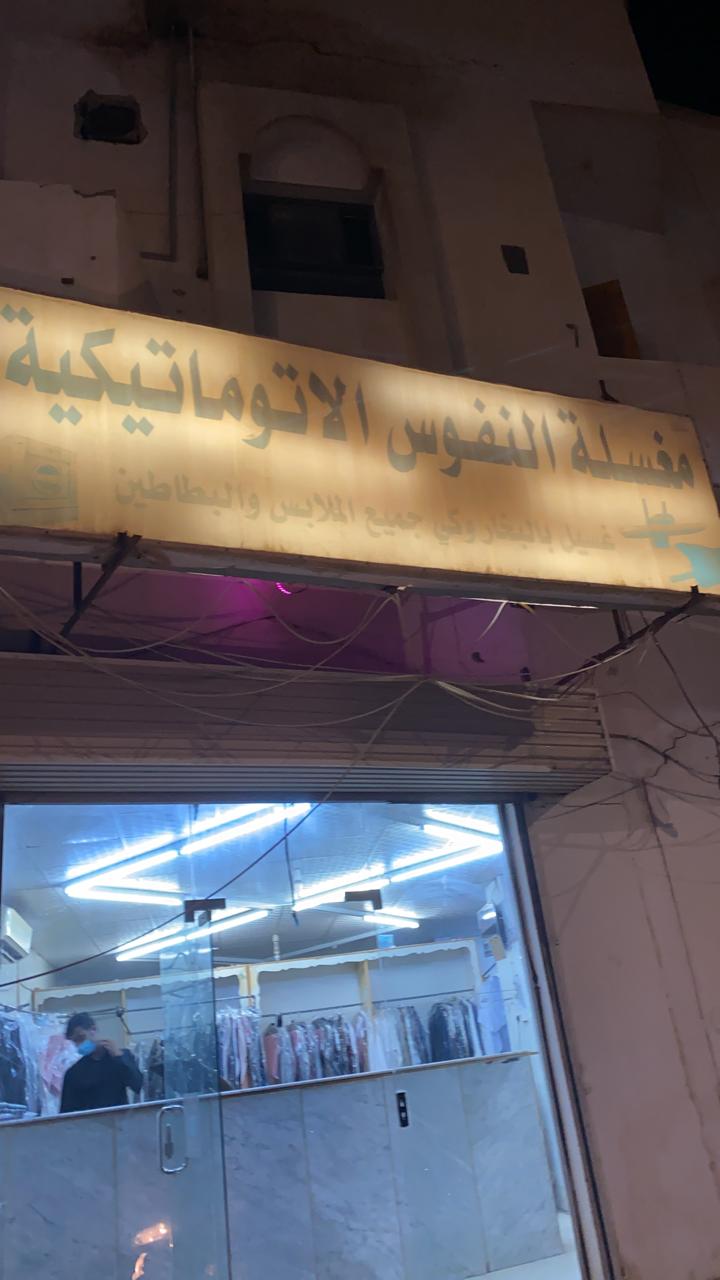 مغسلة النفوس الاتوماتيكية
غسيل بالبخار وكي جميع الملابس والبطاطين